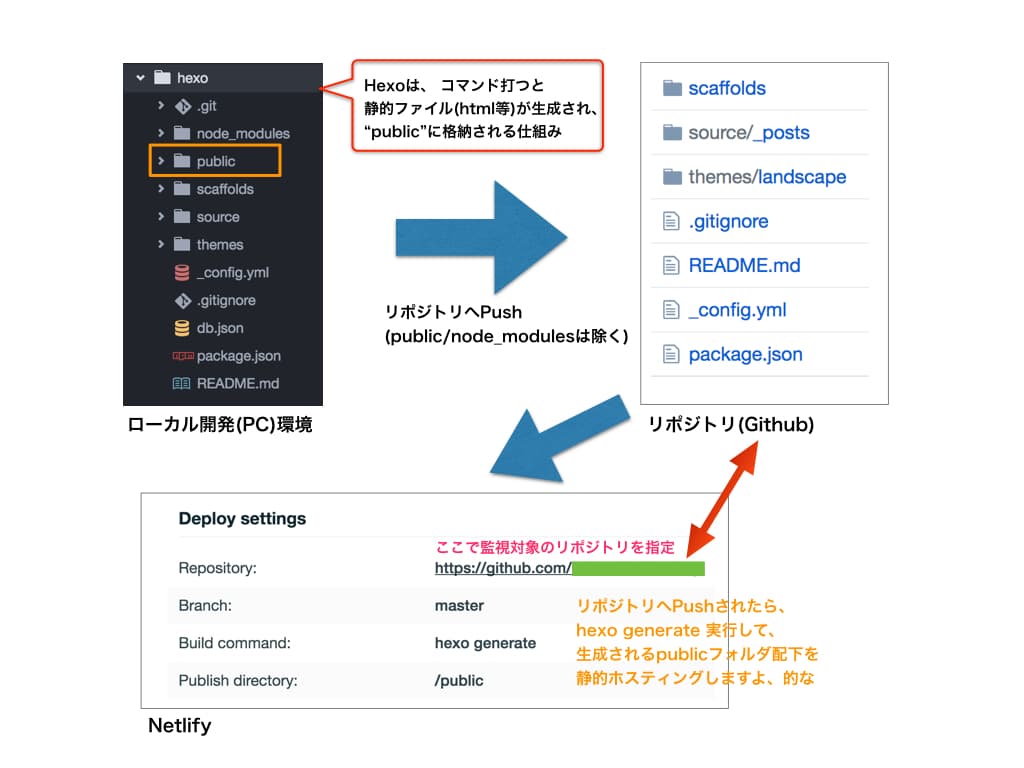 hexo
.git
node_modules
public
scaffolds
source
themes
_config.yml
.gitignore
db.json
package.json
README.md
ローカル開発(PC)環境
Hexoは、 コマンド打つと
静的ファイル(html等)が生成され、
“public”に格納される仕組み
リポジトリへPush
(public/node_modulesは除く)
scaffolds
source/_posts
themes/landscape
.gitignore
README.md
_config.yml
package.json
リポジトリ(Github)
Deploy settings
ここで監視対象のリポジトリを指定
Repository: https://github.com/
Branch: master
Build command: hexo generate
Publish directory: /public
リポジトリへPushされたら、
hexo generate 実行して、
生成されるpublicフォルダ配下を
静的ホスティングしますよ、的な
Netlify